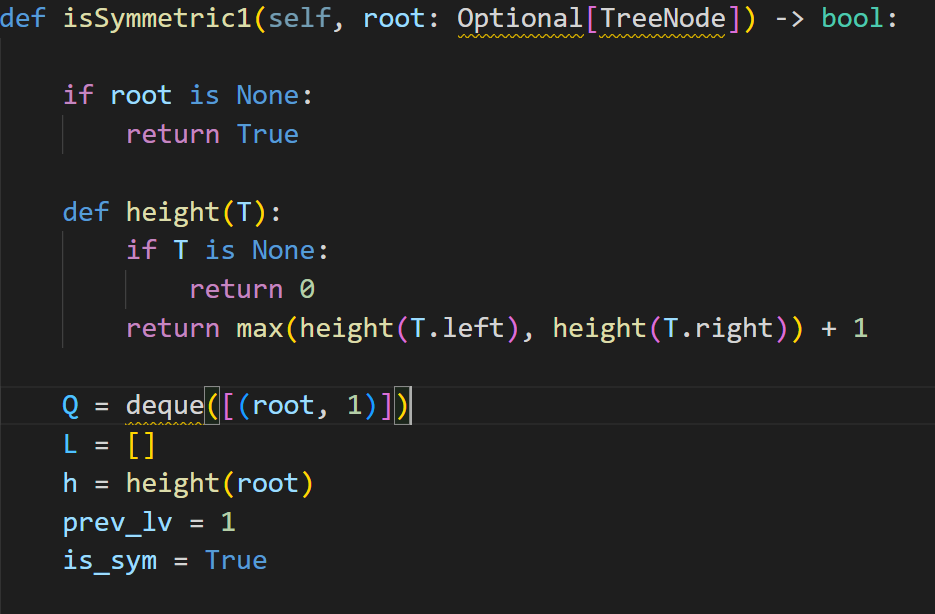 def isSymmetric1(self, root: Optional[TreeNode]) -> bool:
    if root is None:
        return True
    def height(T):
        if T is None:
            return 0
        return max(height(T.left), height(T.right)) + 1
    Q = deque([(root, 1)])
    L = []
    h = height(root)
    prev_lv = 1
    is_sym = True